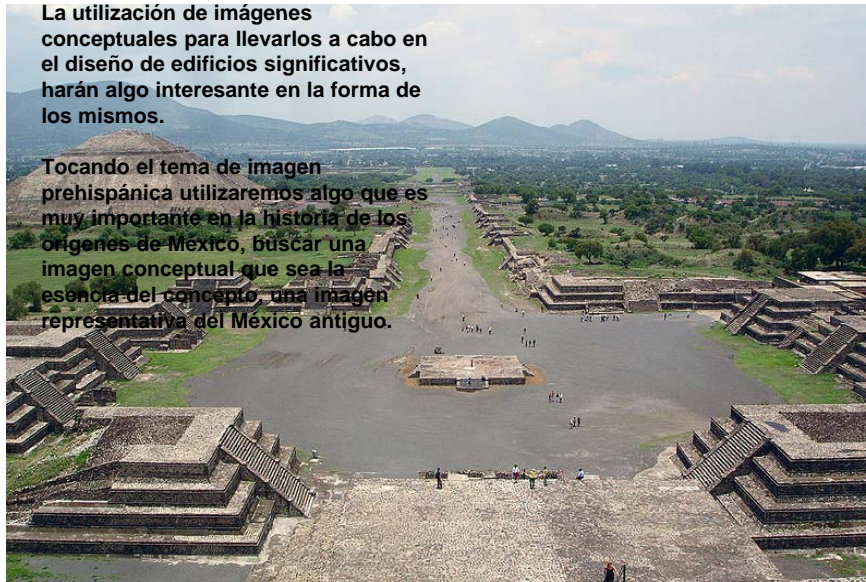 La utilización de imágenes
conceptuales para llevarlos a cabo en
el diseño de edificios significativos,
harán algo interesante en la forma de
los mismos.
Tocando el tema de imagen
prehispánica utilizaremos algo que es
muy importante en la historia de los
orígenes de México, buscar una
imagen conceptual que sea la
esencia del concepto, una imagen
representativa del México antiguo.